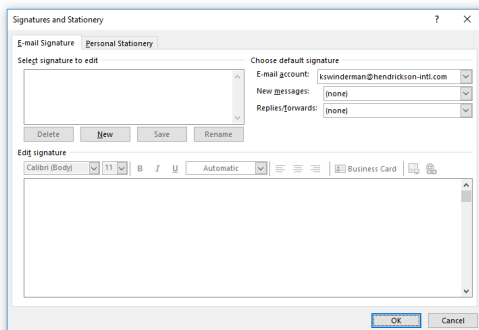 Signatures and Stationery
E-mail Signature Personal Stationery
Select signature to edit Choose default signature
E-mail account: kswinderman@hendrickson-intl.com
New messages: (none)
Replies/forwards: (none)
Delete New Save Rename
Edit signature
Calibri (Body) 11 B I U Automatic Business Card
OK Cancel